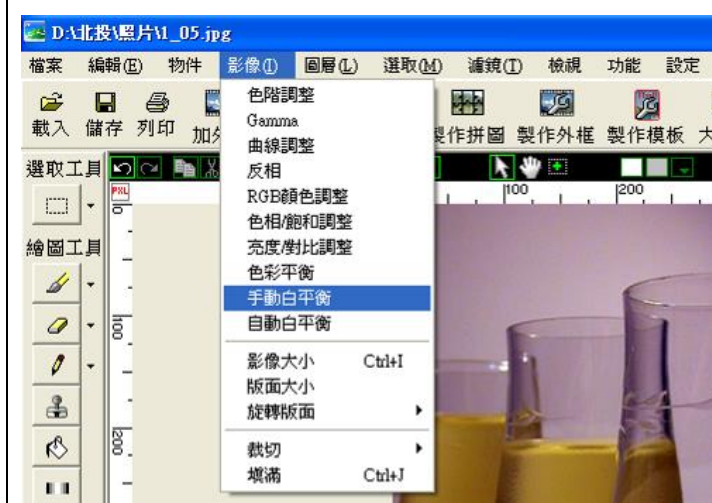 D:\北投\照片\1_05.jpg
檔案 編輯(E) 物件 影像(I) 圖層(L) 選取(M) 濾鏡(T) 檢視 功能 設定
載入 儲存 列印 製作拼圖 製作外框 製作模板
選取工具
PXL
100 200
繪圖工具
100
200
色階調整
Gamma
曲線調整
反相
RGB顏色調整
色相/飽和調整
亮度/對比調整
色彩平衡
手動白平衡
自動白平衡
影像大小 Ctrl+I
版面大小
旋轉版面
裁切
填滿 Ctrl+J